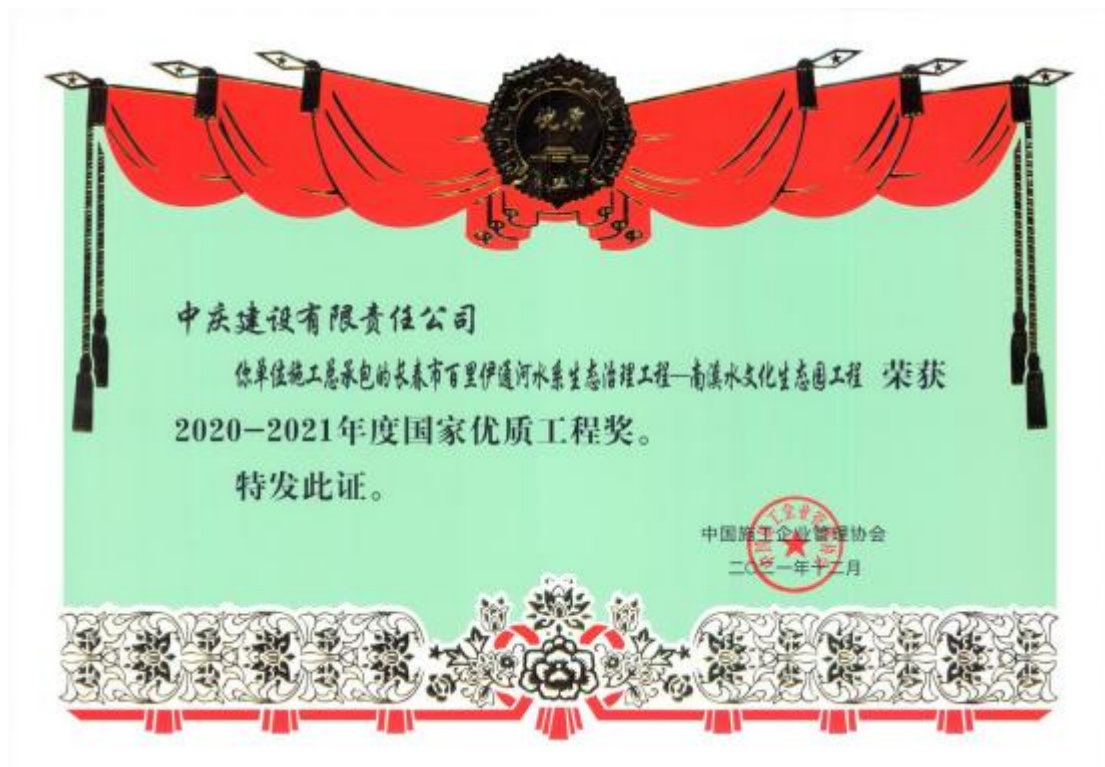 中庆建设有限责任公司
你单位施工总承包的长春市百里伊通河水系生态治理工程—南溪水文化生态园工程 荣获
2020-2021年度国家优质工程奖。
特发此证。
中国施工企业管理协会
二〇二一年十二月